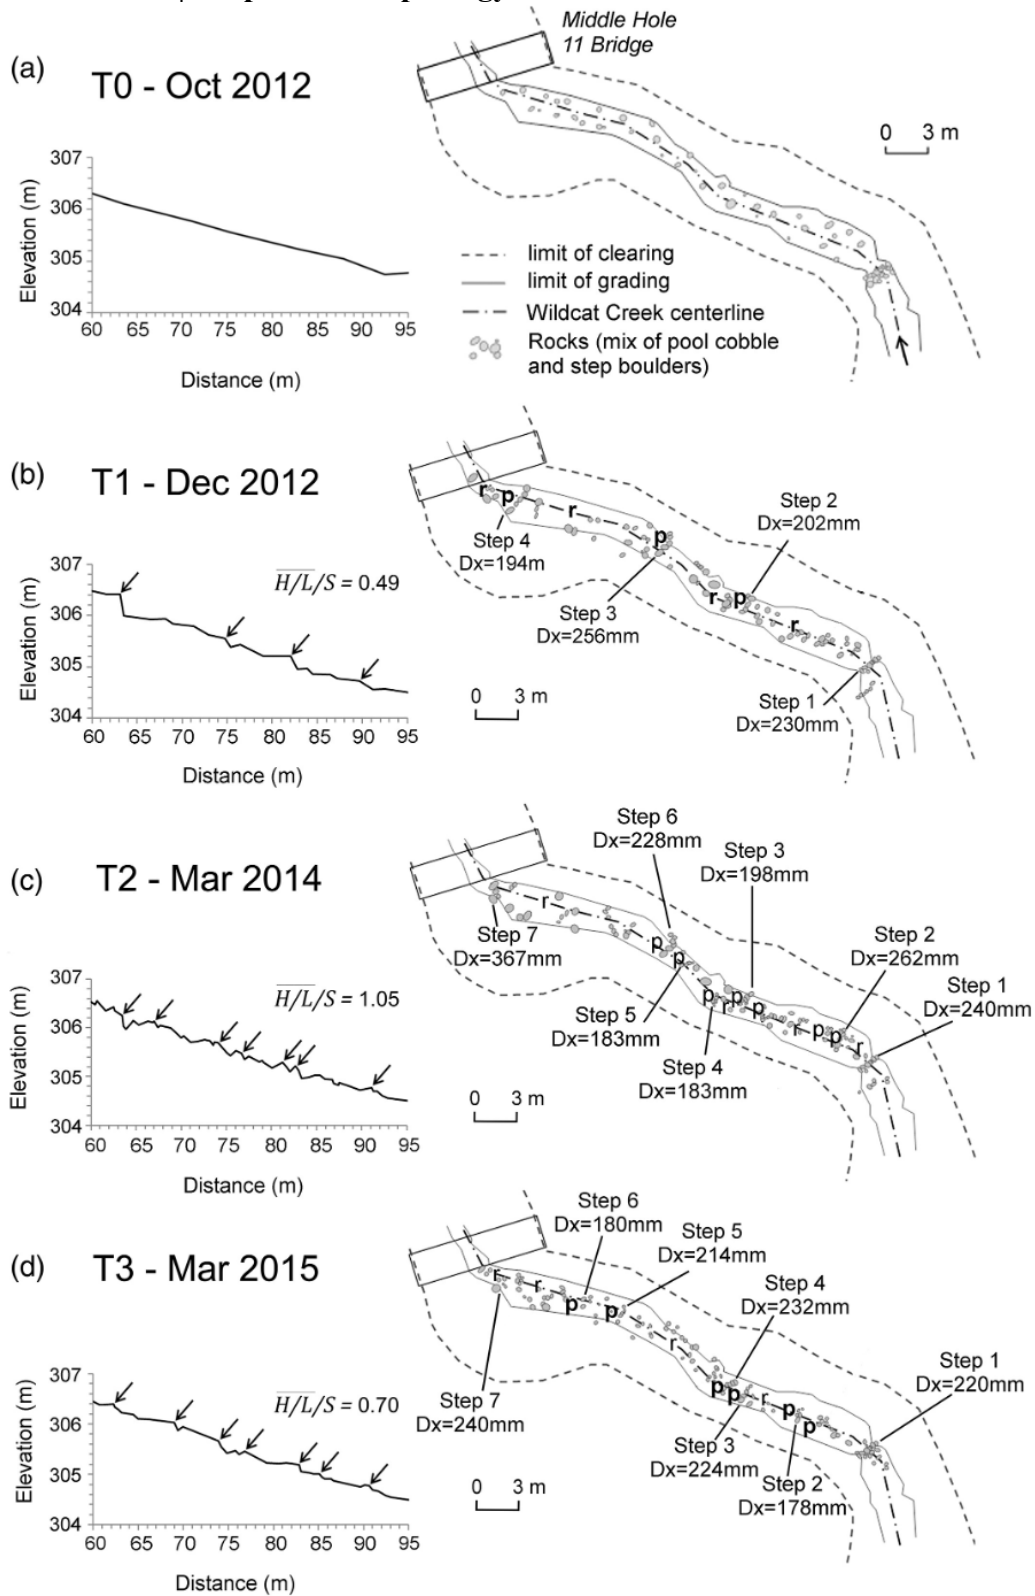 (a)
T0 - Oct 2012
Middle Hole
11 Bridge
0 3 m
307
306
305
304
Elevation (m)
60 65 70 75 80 85 90 95
Distance (m)
limit of clearing
limit of grading
Wildcat Creek centerline
Rocks (mix of pool cobble
and step boulders)
(b)
T1 - Dec 2012
307
306
305
304
Elevation (m)
H/L/S = 0.49
60 65 70 75 80 85 90 95
Distance (m)
r p
r
p
r p
r
Step 4
Dx=194m
Step 3
Dx=256mm
Step 2
Dx=202mm
Step 1
Dx=230mm
0 3 m
(c)
T2 - Mar 2014
307
306
305
304
Elevation (m)
H/L/S = 1.05
60 65 70 75 80 85 90 95
Distance (m)
Step 6
Dx=228mm
Step 3
Dx=198mm
Step 2
Dx=262mm
Step 1
Dx=240mm
r
p
p
p r p p
r p p r
Step 7
Dx=367mm
Step 5
Dx=183mm
Step 4
Dx=183mm
0 3 m
(d)
T3 - Mar 2015
307
306
305
304
Elevation (m)
H/L/S = 0.70
60 65 70 75 80 85 90 95
Distance (m)
Step 6
Dx=180mm
Step 5
Dx=214mm
Step 4
Dx=232mm
Step 1
Dx=220mm
r r
p p
r
p p r p
p
Step 7
Dx=240mm
Step 3
Dx=224mm
Step 2
Dx=178mm
0 3 m